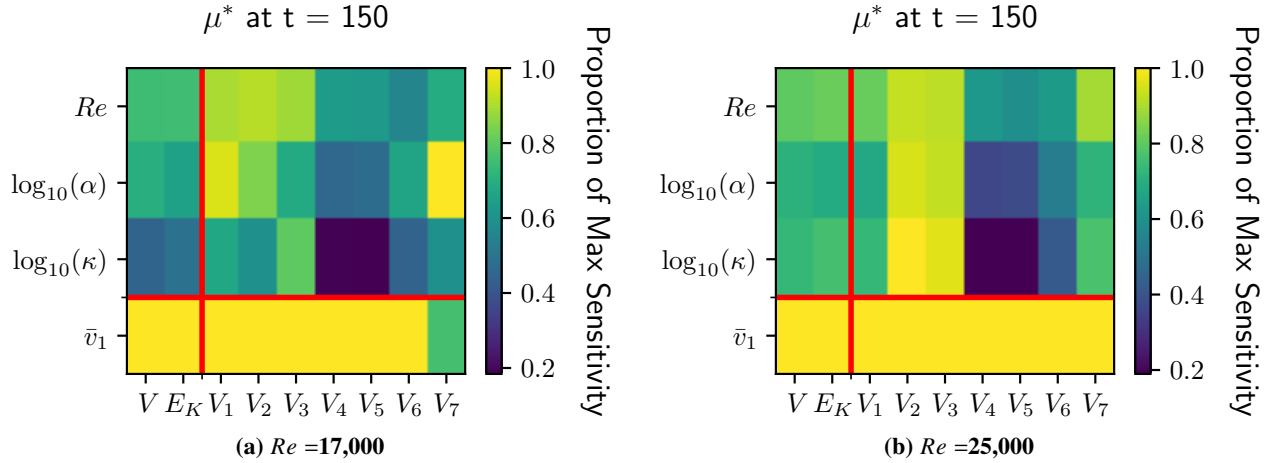 μ* at t = 150
Re
log₁₀(α)
log₁₀(κ)
v̄₁
V E_K V₁ V₂ V₃ V₄ V₅ V₆ V₇
1.0
0.8
0.6
0.4
0.2
Proportion of Max Sensitivity
(a) Re =17,000
μ* at t = 150
Re
log₁₀(α)
log₁₀(κ)
v̄₁
V E_K V₁ V₂ V₃ V₄ V₅ V₆ V₇
1.0
0.8
0.6
0.4
0.2
Proportion of Max Sensitivity
(b) Re =25,000